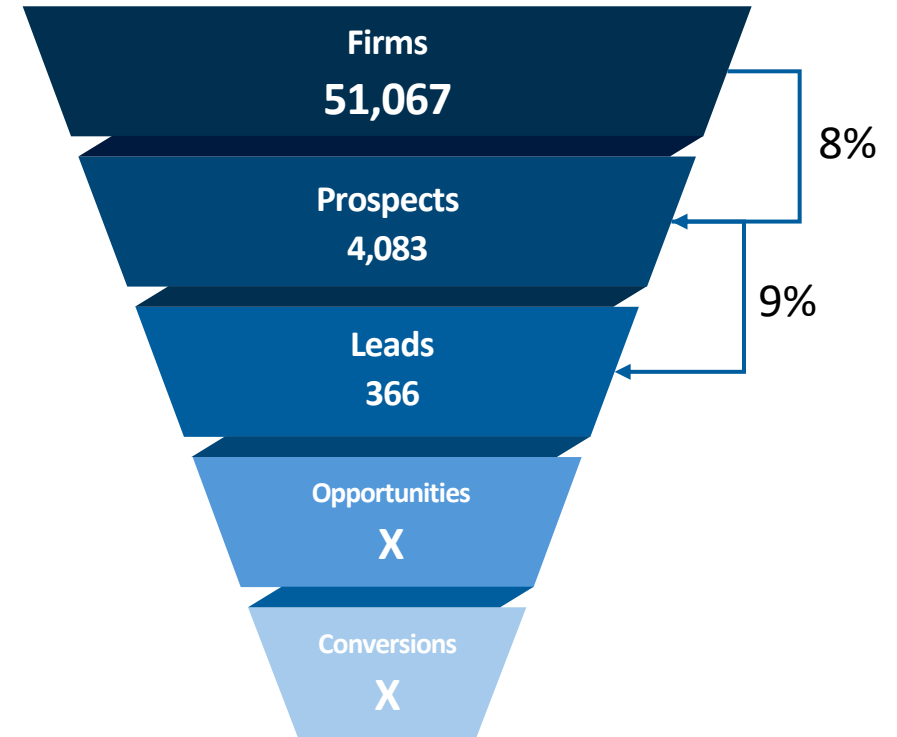 Firms
51,067
8%
Prospects
4,083
9%
Leads
366
Opportunities
X
Conversions
X